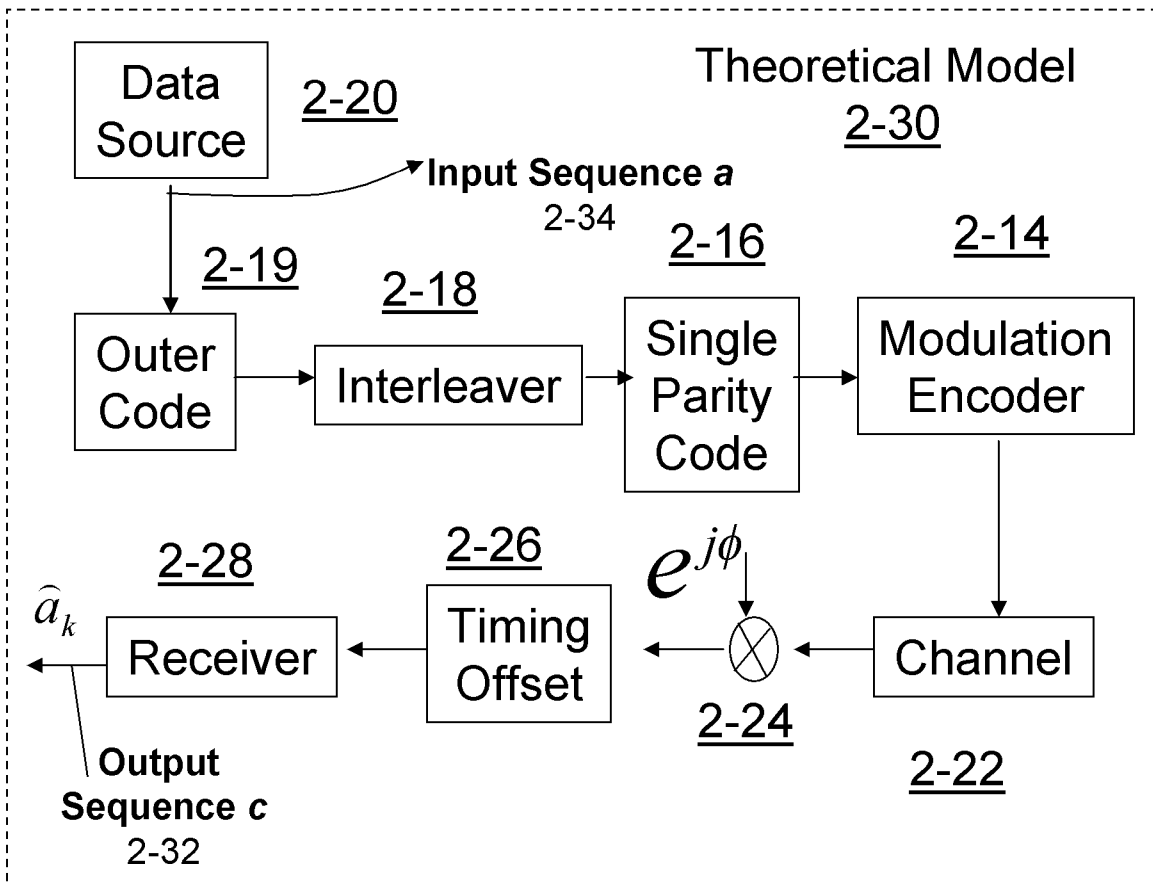 Data
Source
2-20
Theoretical Model
2-30
Input Sequence a
2-34
2-19
2-18
2-16
2-14
Outer
Code
Interleaver
Single
Parity
Code
Modulation
Encoder
2-28
2-26
e^{jϕ}
\hat{a}_k
Receiver
Timing
Offset
Channel
2-24
2-22
Output
Sequence c
2-32